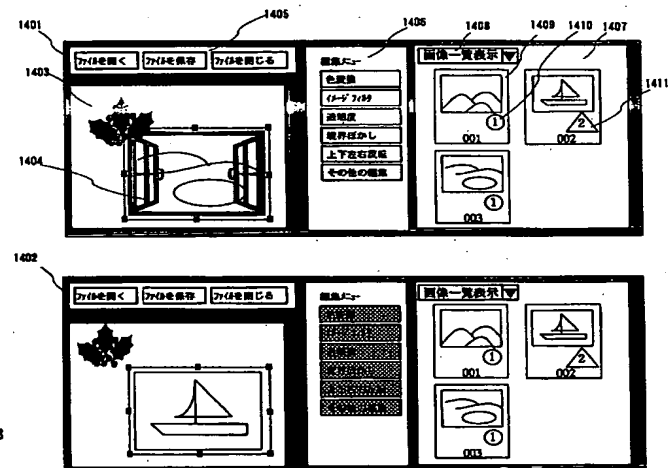 1401
1405
1406
1408
1409
1410
1407
ファイルを開く
ファイルを保存
ファイルを閉じる
編集メニュー
画像一覧表示
1403
色変換
イメージフィルタ
透明度
境界ぼかし
上下左右反転
その他の編集
1
001
2
002
1411
1404
1
003
1402
ファイルを開く
ファイルを保存
ファイルを閉じる
編集メニュー
画像一覧表示
1
001
2
002
1
003